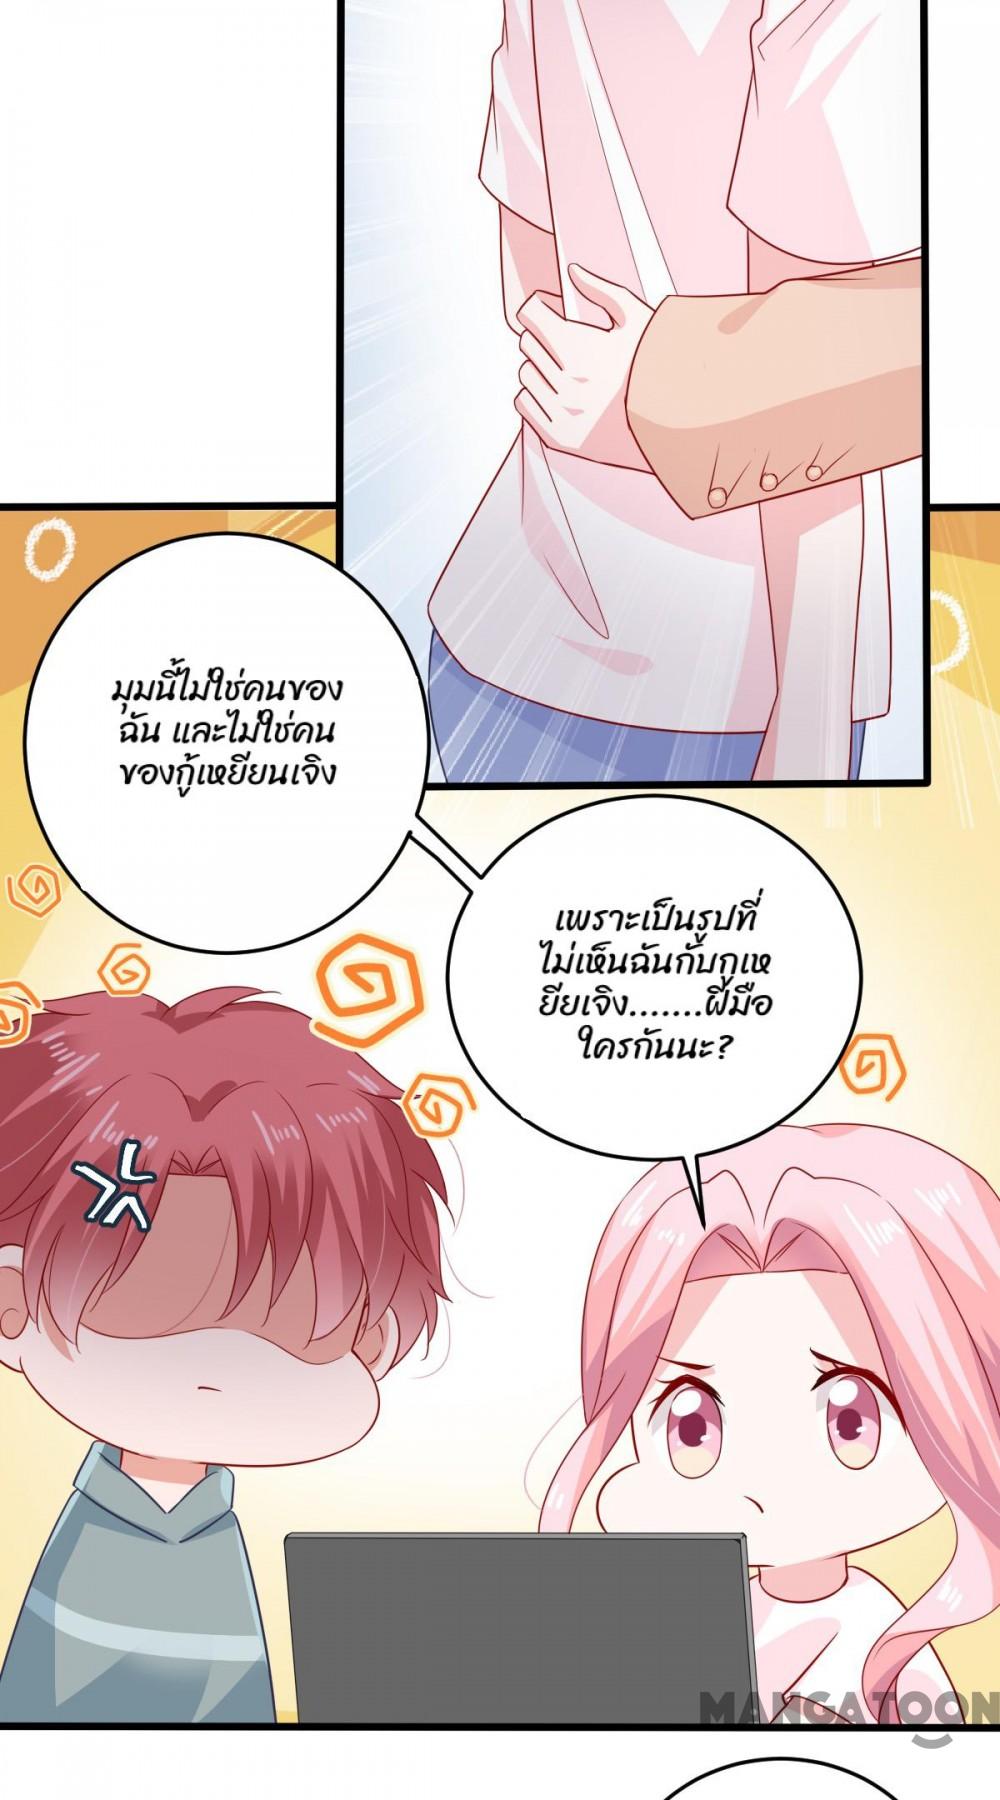 มุมนี้ไม่ใช่คนของ
ฉัน และไม่ใช่คน
ของกู้เหยียนเจิง
เพราะเป็นรูปที่
ไม่เห็นฉันกับกูเห
ยียเจิง.......ฝีมือ
ใครกันนะ?
MANGATOON